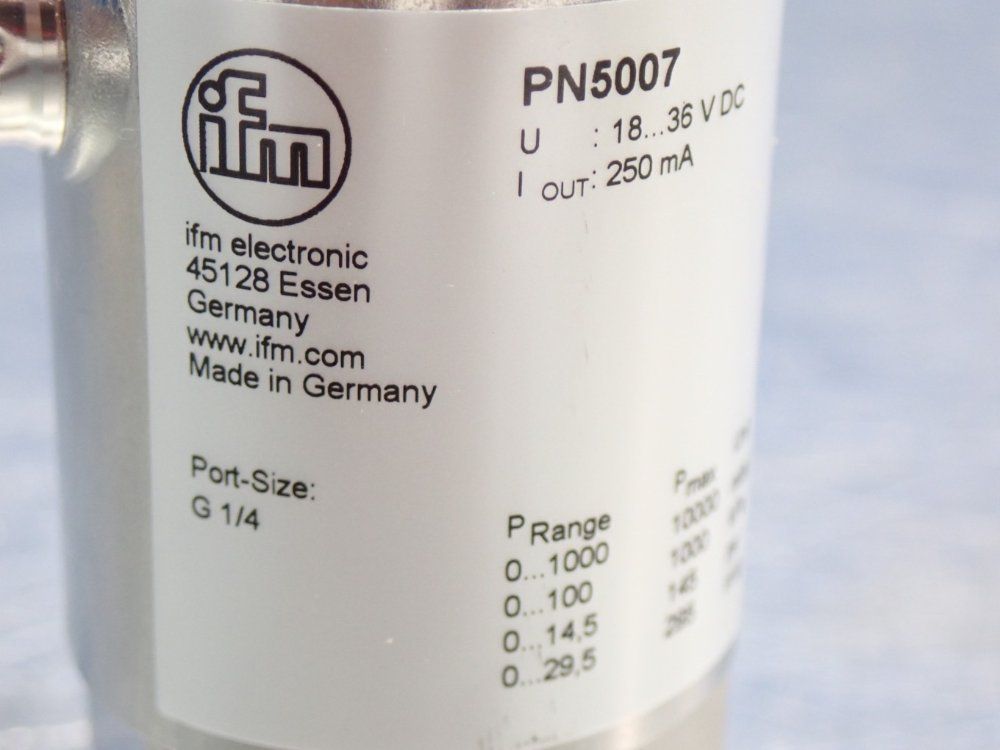 ifm
ifm electronic
45128 Essen
Germany
www.ifm.com
Made in Germany
Port-Size:
G 1/4
PN5007
U : 18...36 V DC
I OUT: 250 mA
P Range Pmax
0...1000 10000
0...100 1000
0...14,5 145
0...29,5